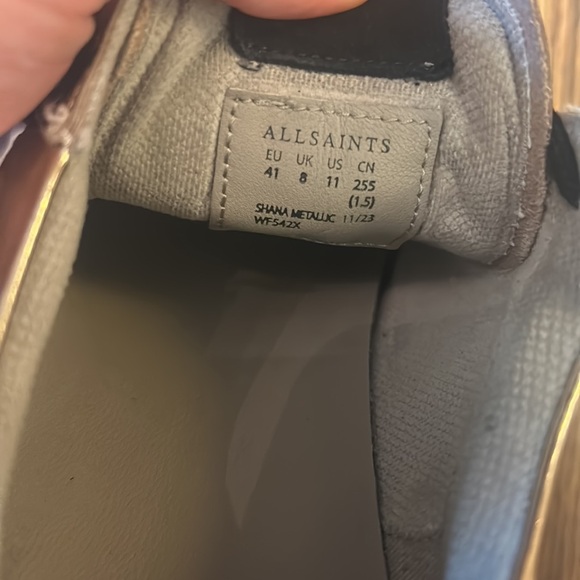 ALLSAINTS
EU UK US CN
41 8 11 255
(1.5)
SHANA METALLIC 11/23
WF542X